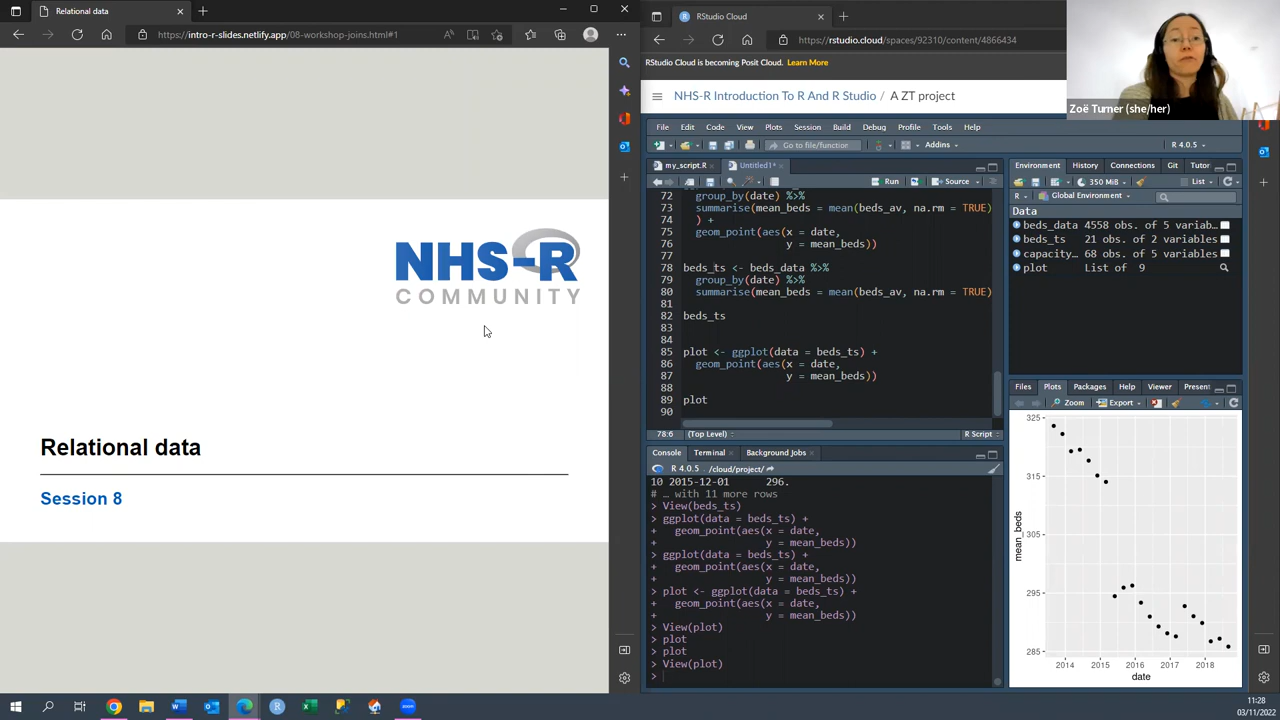 Relational data
https://intro-r-slides.netlify.app/08-workshop-joins.html#1
NHS-R
COMMUNITY
Relational data
Session 8
RStudio Cloud
https://rstudio.cloud/spaces/92310/content/4866434
RStudio Cloud is becoming Posit Cloud. Learn More
NHS-R Introduction To R And R Studio / A ZT project
Zoë Turner (she/her)
File Edit Code View Plots Session Build Debug Profile Tools Help
Go to file/function Addins R 4.0.5
my_script.R Untitled1*
Run Source
72 group_by(date) %>%
73 summarise(mean_beds = mean(beds_av, na.rm = TRUE)
74 ) +
75 geom_point(aes(x = date,
76 y = mean_beds))
77
78 beds_ts <- beds_data %>%
79 group_by(date) %>%
80 summarise(mean_beds = mean(beds_av, na.rm = TRUE)
81
82 beds_ts
83
84
85 plot <- ggplot(data = beds_ts) +
86 geom_point(aes(x = date,
87 y = mean_beds))
88
89 plot
90
78:6 (Top Level) R Script
Console Terminal Background Jobs
R 4.0.5 . /cloud/project/
10 2015-12-01 296.
# … with 11 more rows
> View(beds_ts)
> ggplot(data = beds_ts) +
+ geom_point(aes(x = date,
+ y = mean_beds))
> ggplot(data = beds_ts) +
+ geom_point(aes(x = date,
+ y = mean_beds))
> plot <- ggplot(data = beds_ts) +
+ geom_point(aes(x = date,
+ y = mean_beds))
> View(plot)
> plot
> plot
> View(plot)
>
Environment History Connections Git Tutor
350 MiB List
R Global Environment
Data
beds_data 4558 obs. of 5 variab…
beds_ts 21 obs. of 2 variables
capacity… 68 obs. of 5 variables
plot List of 9
Files Plots Packages Help Viewer Present
Zoom Export
325
315
305
295
285
mean_beds
2014 2015 2016 2017 2018
date
11:28
03/11/2022